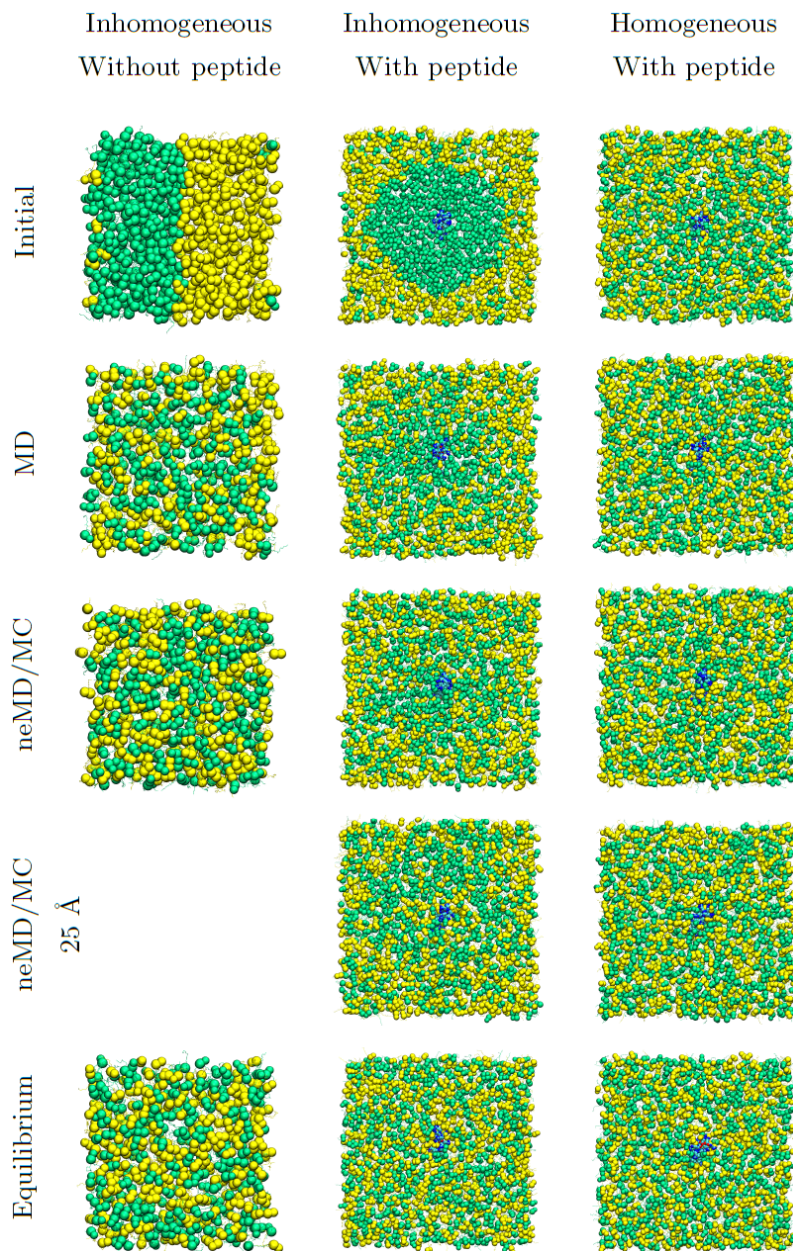 Inhomogeneous
Without peptide
Inhomogeneous
With peptide
Homogeneous
With peptide
Initial
MD
neMD/MC
neMD/MC
25 Å
Equilibrium